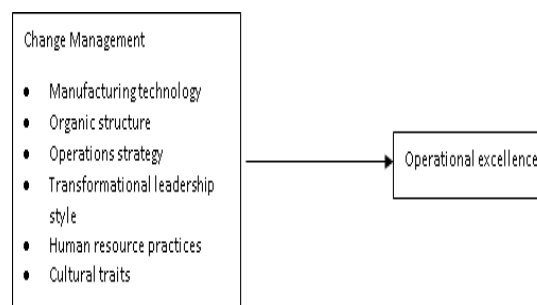 Change Management
• Manufacturing technology
• Organic structure
• Operations strategy
• Transformational leadership
style
• Human resource practices
• Cultural traits
Operational excellence